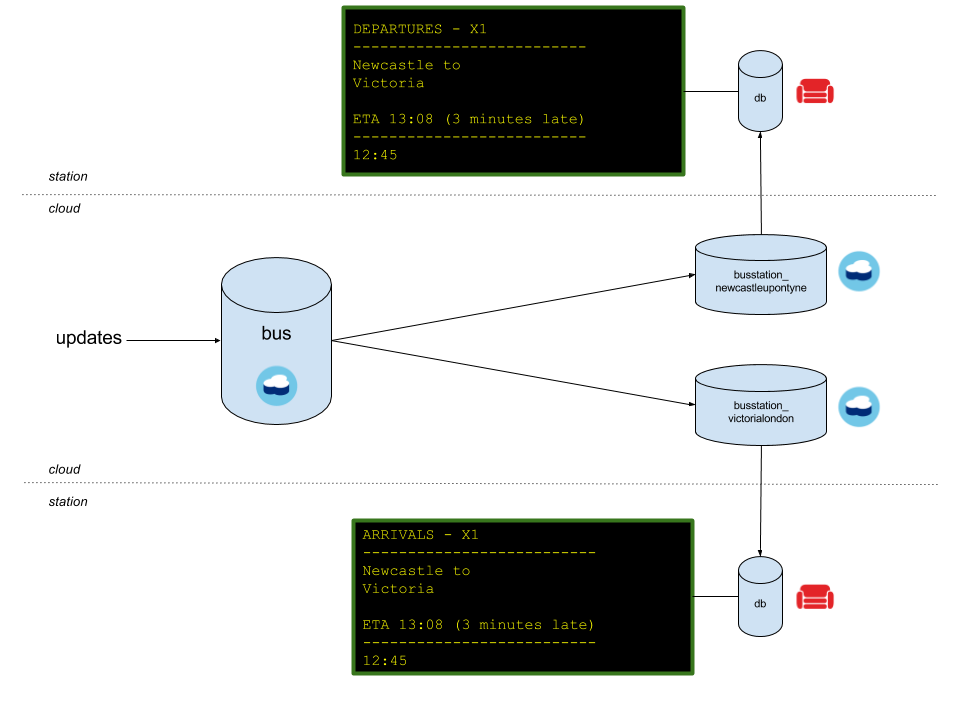 DEPARTURES - X1
--------------------------
Newcastle to
Victoria
ETA 13:08 (3 minutes late)
--------------------------
12:45
db
station
cloud
busstation_
newcastleupontyne
updates
bus
busstation_
victorialondon
cloud
station
ARRIVALS - X1
--------------------------
Newcastle to
Victoria
ETA 13:08 (3 minutes late)
--------------------------
12:45
db